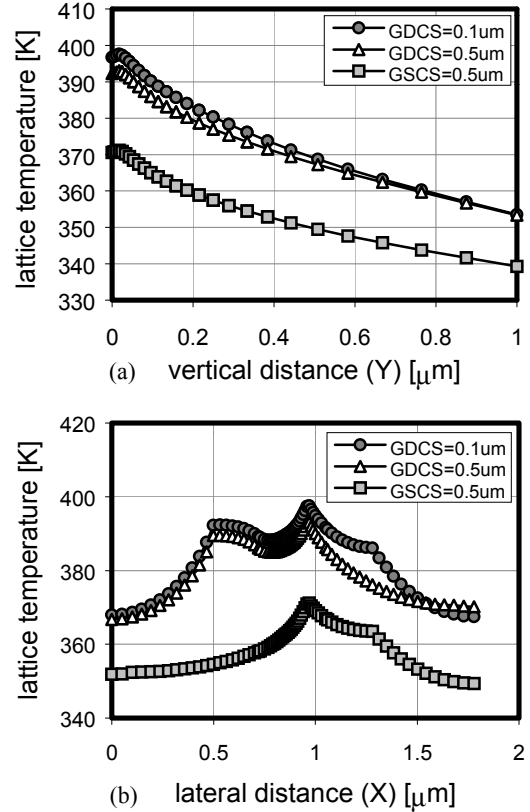 lattice temperature [K]
410
400
390
380
370
360
350
340
330
GDCS=0.1um
GDCS=0.5um
GSCS=0.5um
0 0.2 0.4 0.6 0.8 1
(a) vertical distance (Y) [μm]
lattice temperature [K]
420
400
380
360
340
GDCS=0.1um
GDCS=0.5um
GSCS=0.5um
0 0.5 1 1.5 2
(b) lateral distance (X) [μm]